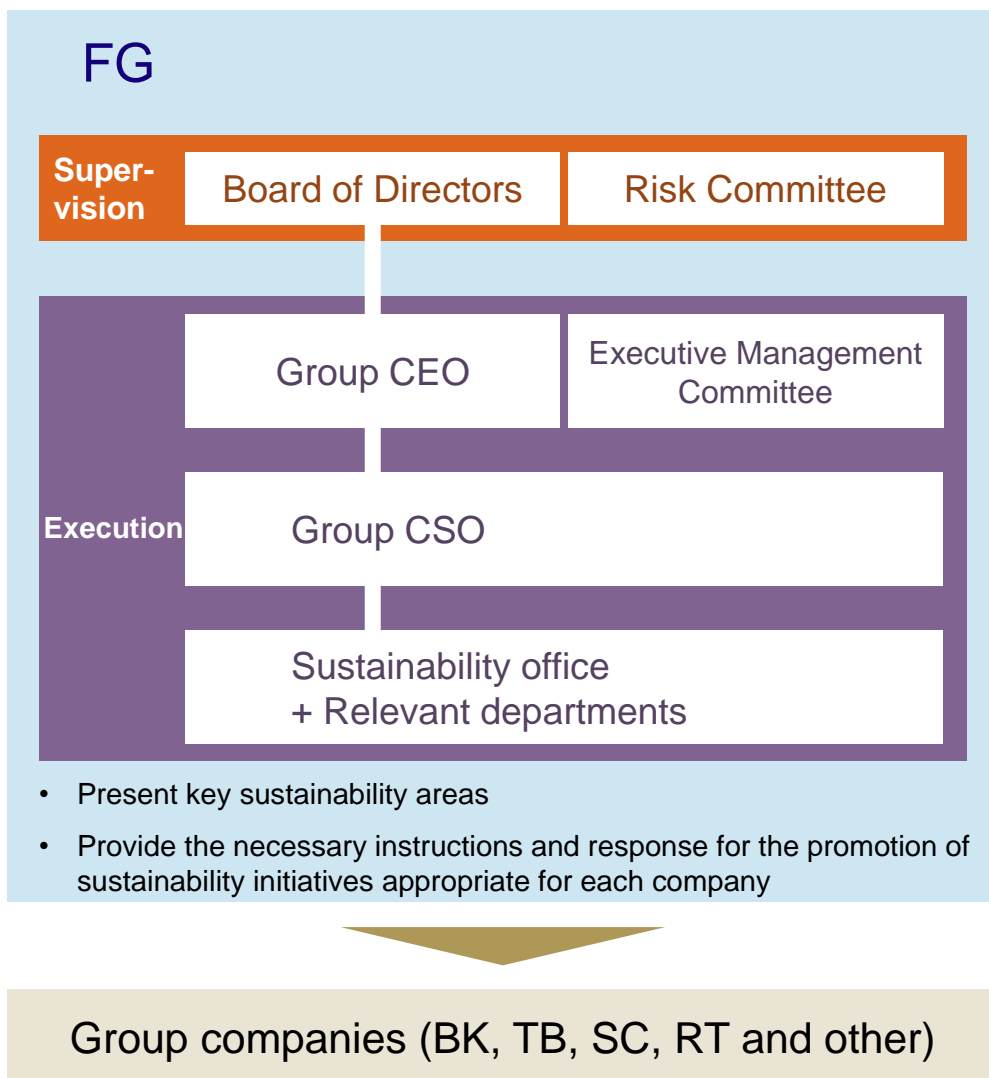 FG
Super-
vision
Board of Directors
Risk Committee
Group CEO
Executive Management
Committee
Execution
Group CSO
Sustainability office
+ Relevant departments
• Present key sustainability areas
• Provide the necessary instructions and response for the promotion of
sustainability initiatives appropriate for each company
Group companies (BK, TB, SC, RT and other)